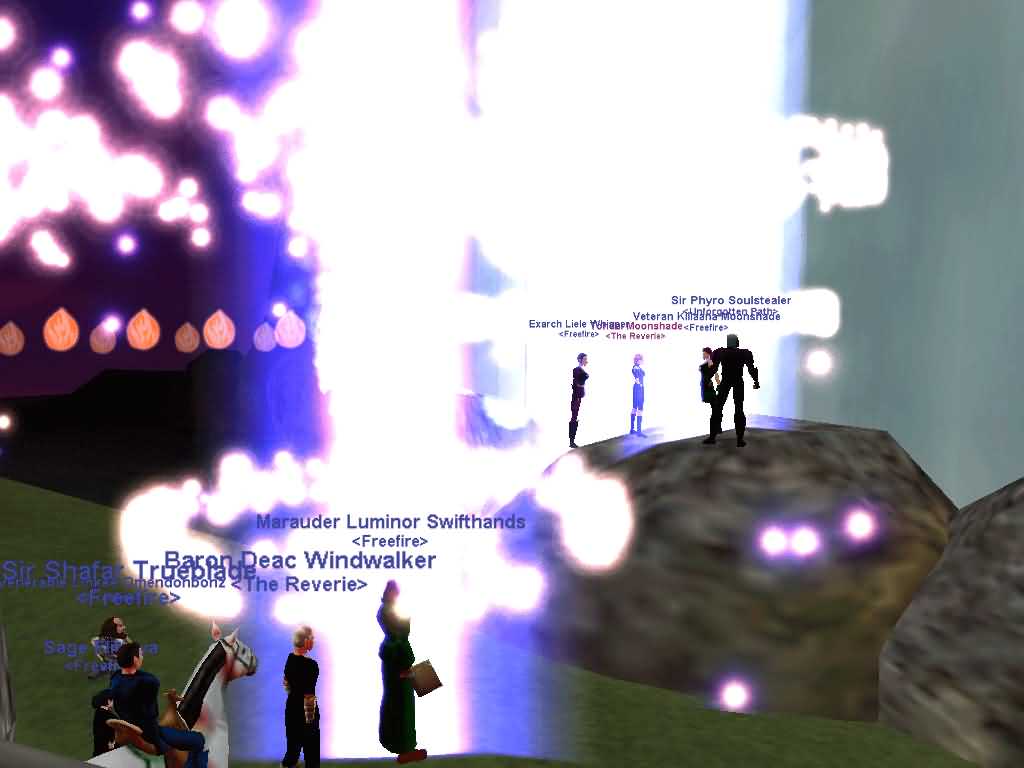 Sir Phyro Soulstealer
<Unforgotten Path>
Veteran Killaana Moonshade
<Freefire>
Exarch Liele
<Freefire>
Moonshade
<The Reverie>
Marauder Luminor Swifthands
<Freefire>
Baron Deac Windwalker
<The Reverie>
Sir Shafar Trueblade
<Freefire>
Sage